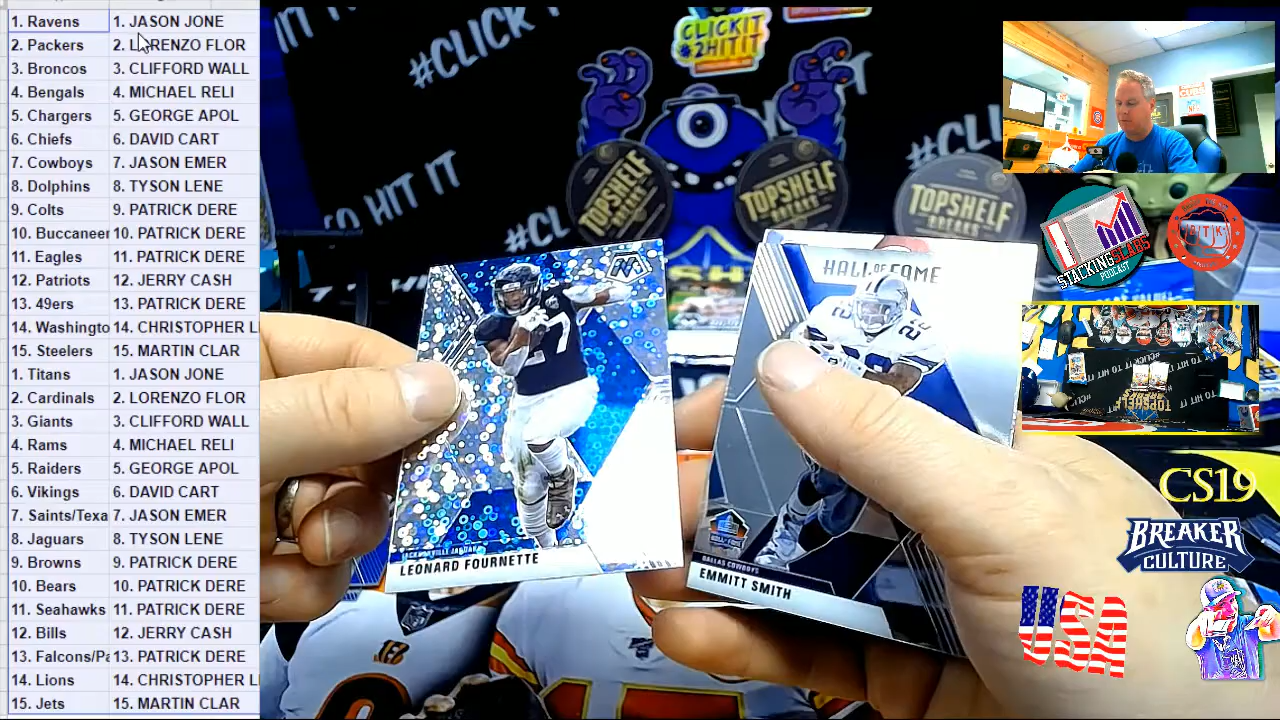 1. Ravens 1. JASON JONE
2. Packers 2. LORENZO FLOR
3. Broncos 3. CLIFFORD WALL
4. Bengals 4. MICHAEL RELI
5. Chargers 5. GEORGE APOL
6. Chiefs 6. DAVID CART
7. Cowboys 7. JASON EMER
8. Dolphins 8. TYSON LENE
9. Colts 9. PATRICK DERE
10. Buccaneer 10. PATRICK DERE
11. Eagles 11. PATRICK DERE
12. Patriots 12. JERRY CASH
13. 49ers 13. PATRICK DERE
14. Washingto 14. CHRISTOPHER L
15. Steelers 15. MARTIN CLAR
1. Titans 1. JASON JONE
2. Cardinals 2. LORENZO FLOR
3. Giants 3. CLIFFORD WALL
4. Rams 4. MICHAEL RELI
5. Raiders 5. GEORGE APOL
6. Vikings 6. DAVID CART
7. Saints/Texa 7. JASON EMER
8. Jaguars 8. TYSON LENE
9. Browns 9. PATRICK DERE
10. Bears 10. PATRICK DERE
11. Seahawks 11. PATRICK DERE
12. Bills 12. JERRY CASH
13. Falcons/Pa 13. PATRICK DERE
14. Lions 14. CHRISTOPHER L
15. Jets 15. MARTIN CLAR
#CLICK
CLICKIT
#2HITIT
TO HIT IT
#CLICK
#CLI
TOPSHELF
BREAKS
TOPSHELF
BREAKS
TOPSHELF
BREAKS
27
JACKSONVILLE JAGUARS
LEONARD FOURNETTE
HALL OF FAME
22
DALLAS COWBOYS
EMMITT SMITH
STACKING SLABS
PODCAST
BTK
CS19
BREAKER
CULTURE
USA